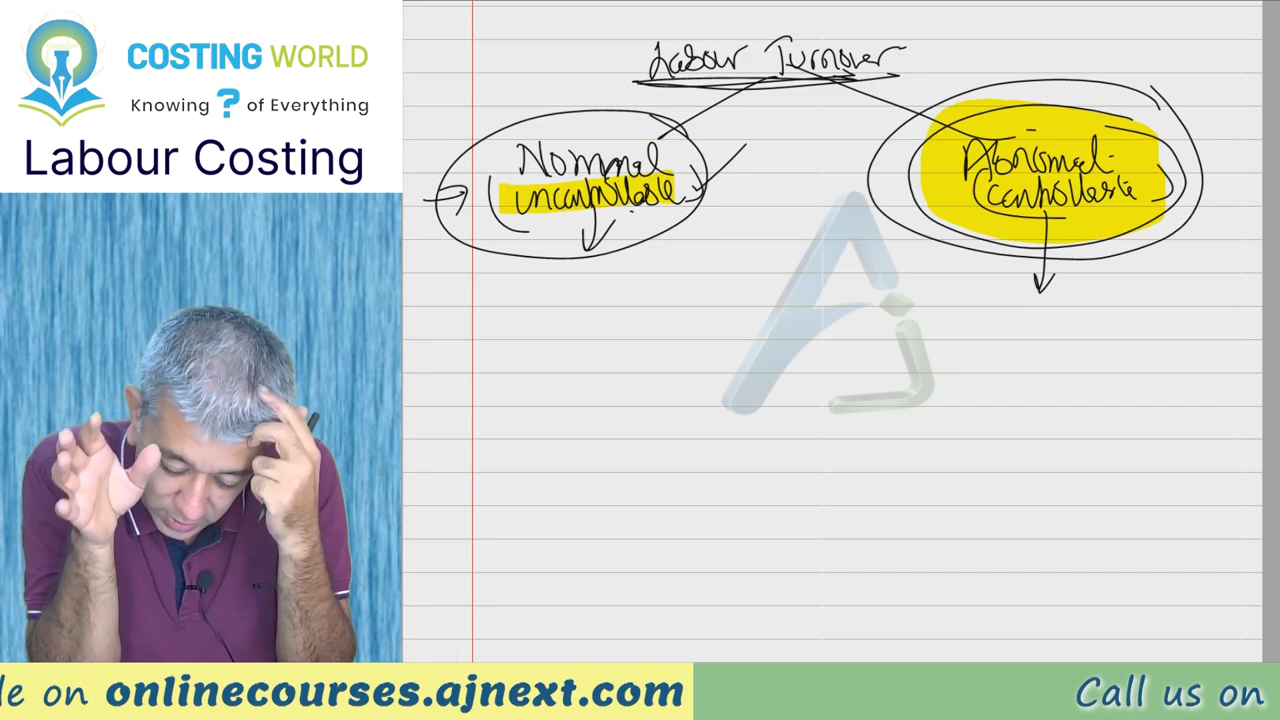 COSTING WORLD
Knowing ? of Everything
Labour Costing
Labour Turnover
Normal
uncontrollable
Abnormal
controllable
AJ
le on onlinecourses.ajnext.com
Call us on